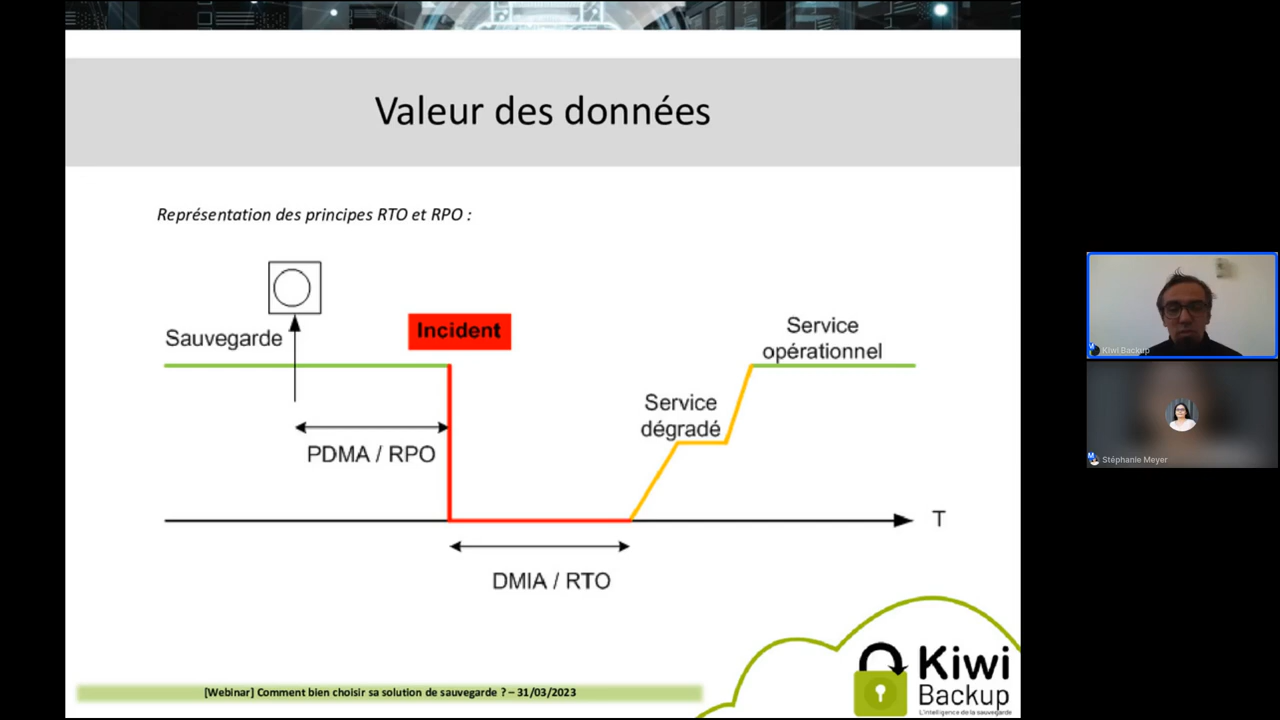 Valeur des données
Représentation des principes RTO et RPO :
Sauvegarde
Incident
Service
opérationnel
Service
dégradé
PDMA / RPO
T
DMIA / RTO
Kiwi
Backup
L'intelligence de la sauvegarde
[Webinar] Comment bien choisir sa solution de sauvegarde ? – 31/03/2023
Kiwi Backup
Stéphanie Meyer